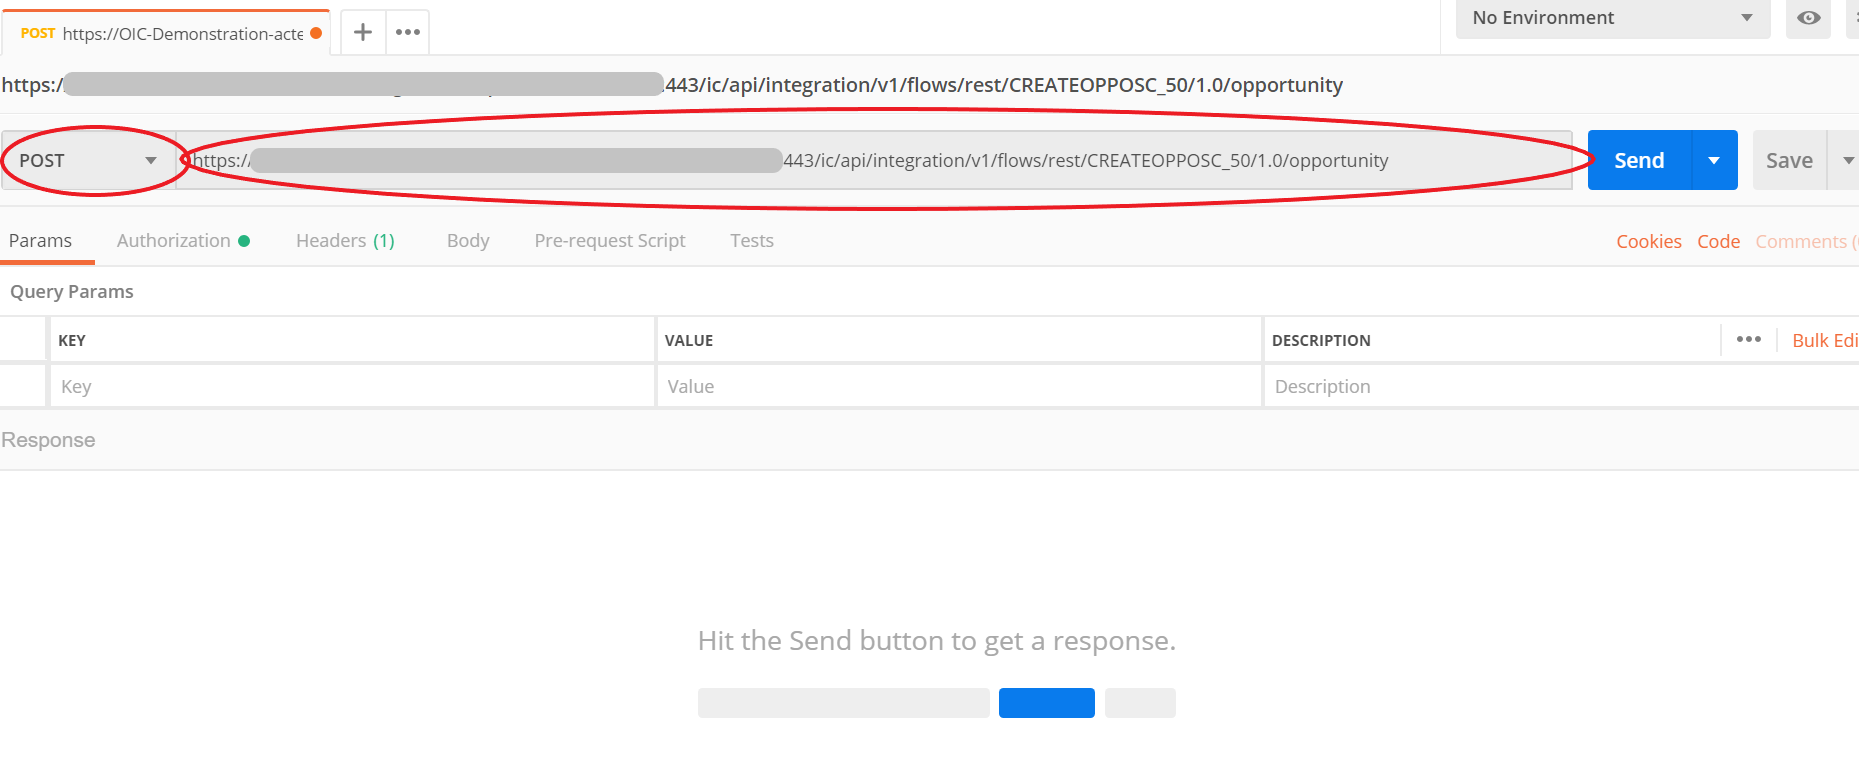 POST https://OIC-Demonstration-acte
No Environment
https:/ :443/ic/api/integration/v1/flows/rest/CREATEOPPOSC_50/1.0/opportunity
POST https:// 443/ic/api/integration/v1/flows/rest/CREATEOPPOSC_50/1.0/opportunity Send Save
Params Authorization Headers (1) Body Pre-request Script Tests Cookies Code Comments (
Query Params
KEY VALUE DESCRIPTION ••• Bulk Edi
Key Value Description
Response
Hit the Send button to get a response.